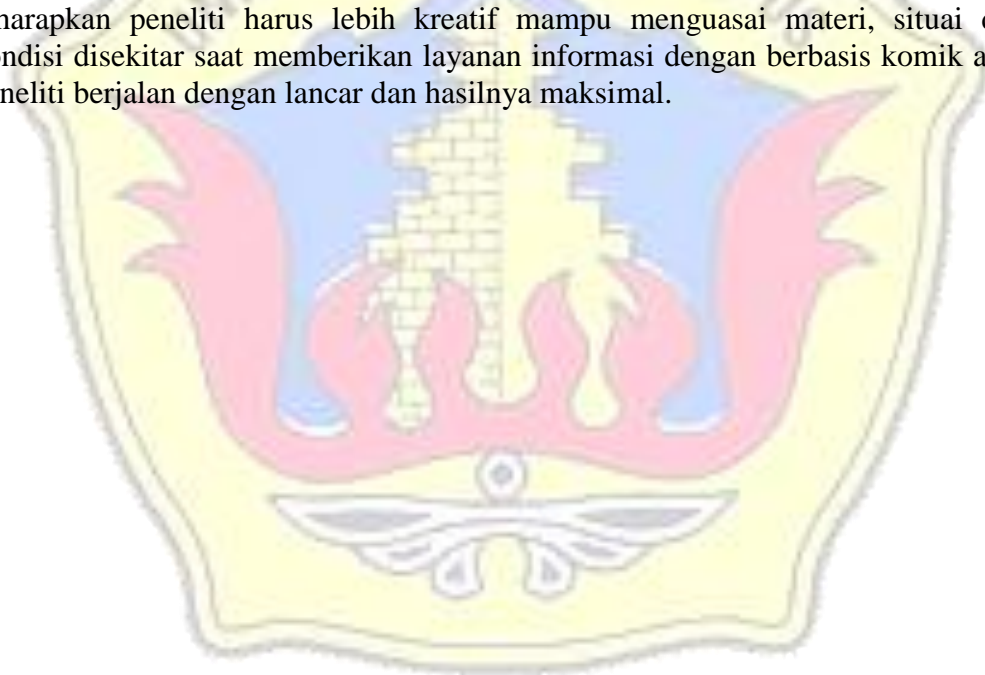 harapkan peneliti harus lebih kreatif mampu menguasai materi, situai
ndisi disekitar saat memberikan layanan informasi dengan berbasis komik
neliti berjalan dengan lancar dan hasilnya maksimal.